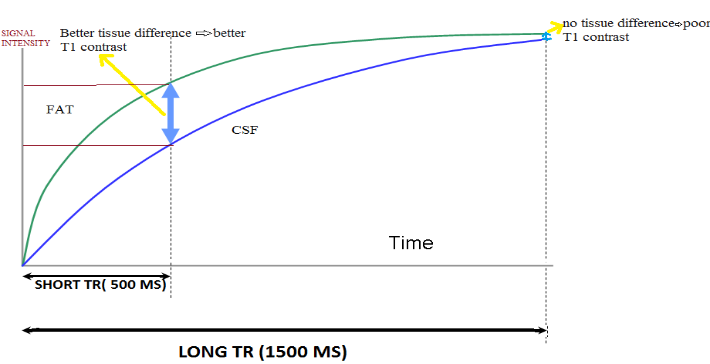 SIGNAL
INTENSITY
Better tissue difference ⇨better
T1 contrast
no tissue difference⇨poor
T1 contrast
FAT
CSF
Time
SHORT TR( 500 MS)
LONG TR (1500 MS)